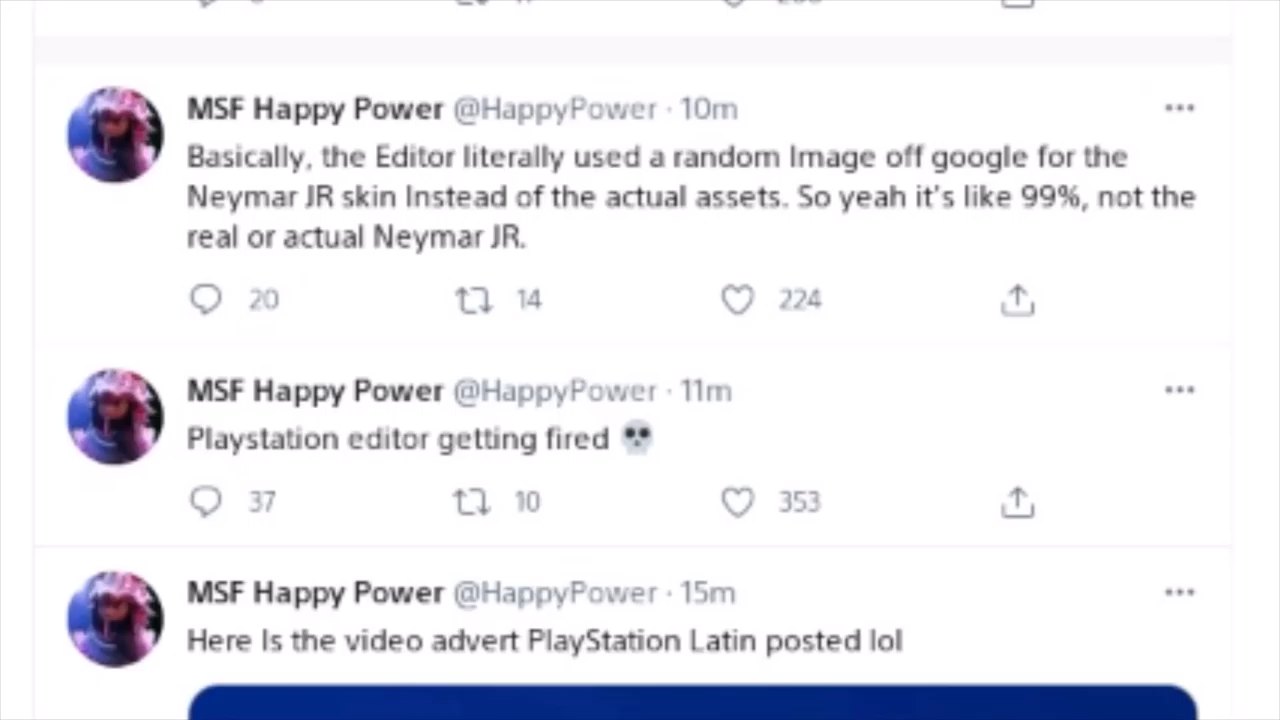 MSF Happy Power @HappyPower · 10m
Basically, the Editor literally used a random Image off google for the
Neymar JR skin Instead of the actual assets. So yeah it's like 99%, not the
real or actual Neymar JR.
20 14 224
MSF Happy Power @HappyPower · 11m
Playstation editor getting fired 💀
37 10 353
MSF Happy Power @HappyPower · 15m
Here Is the video advert PlayStation Latin posted lol